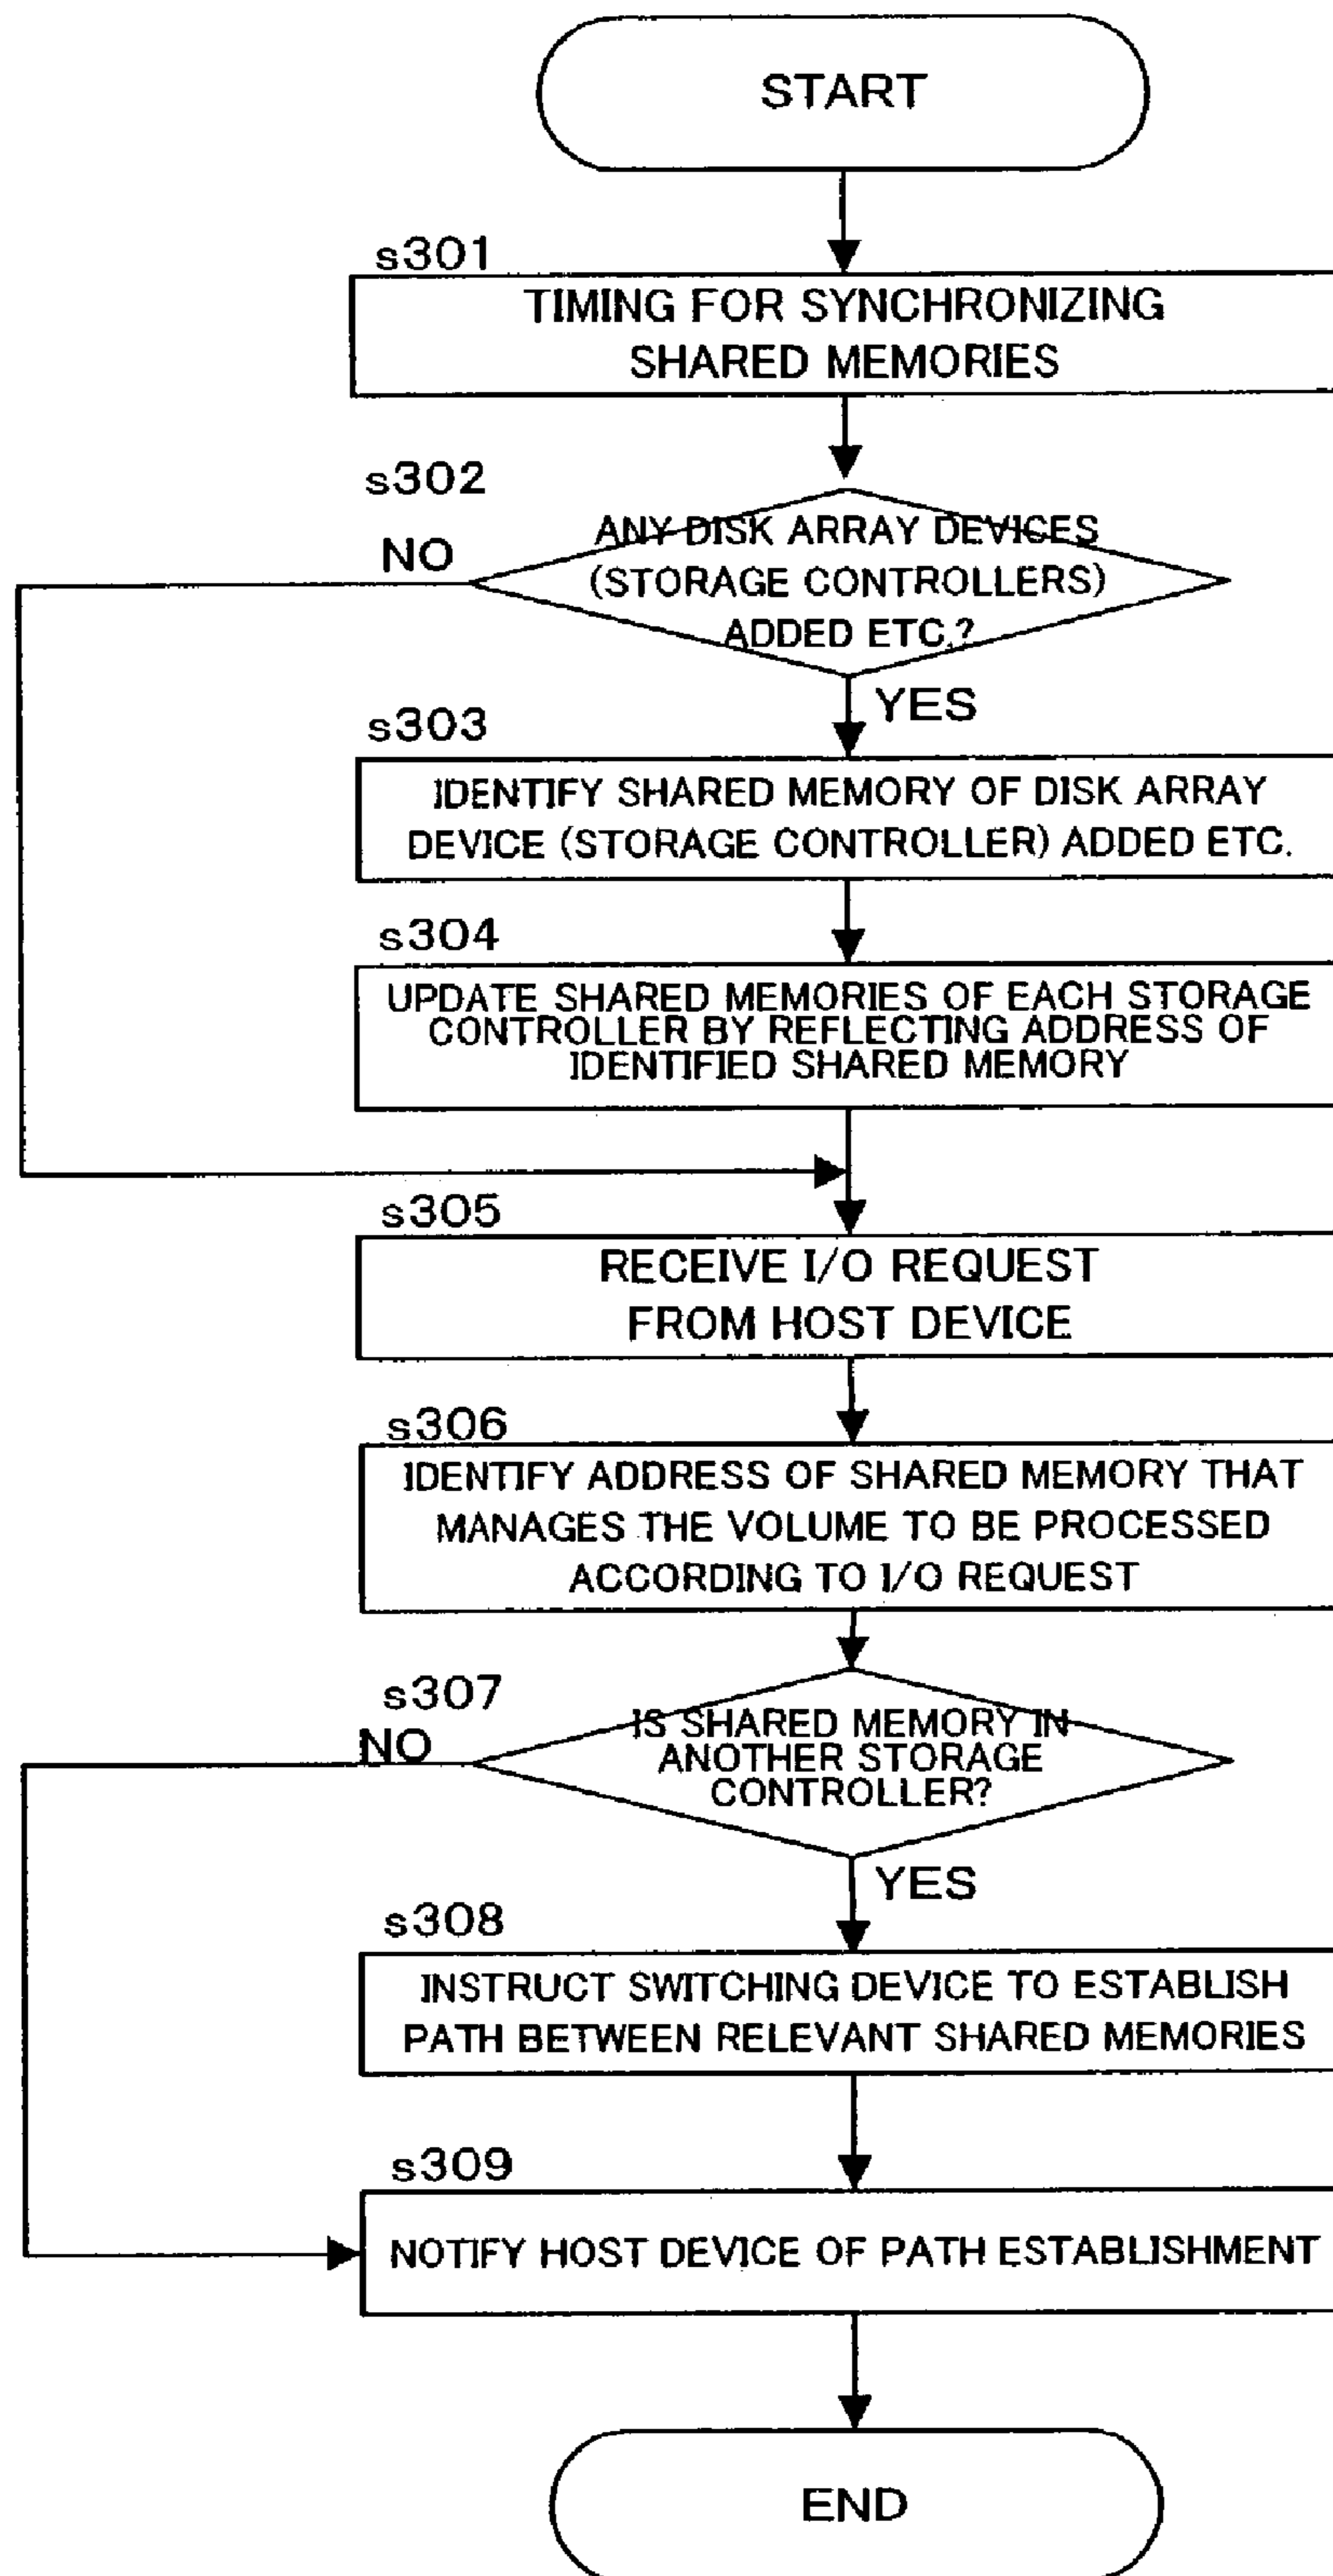 START
s301
TIMING FOR SYNCHRONIZING
SHARED MEMORIES
s302
NO
ANY DISK ARRAY DEVICES
(STORAGE CONTROLLERS)
ADDED ETC.?
YES
s303
IDENTIFY SHARED MEMORY OF DISK ARRAY
DEVICE (STORAGE CONTROLLER) ADDED ETC.
s304
UPDATE SHARED MEMORIES OF EACH STORAGE
CONTROLLER BY REFLECTING ADDRESS OF
IDENTIFIED SHARED MEMORY
s305
RECEIVE I/O REQUEST
FROM HOST DEVICE
s306
IDENTIFY ADDRESS OF SHARED MEMORY THAT
MANAGES THE VOLUME TO BE PROCESSED
ACCORDING TO I/O REQUEST
s307
NO
IS SHARED MEMORY IN
ANOTHER STORAGE
CONTROLLER?
YES
s308
INSTRUCT SWITCHING DEVICE TO ESTABLISH
PATH BETWEEN RELEVANT SHARED MEMORIES
s309
NOTIFY HOST DEVICE OF PATH ESTABLISHMENT
END